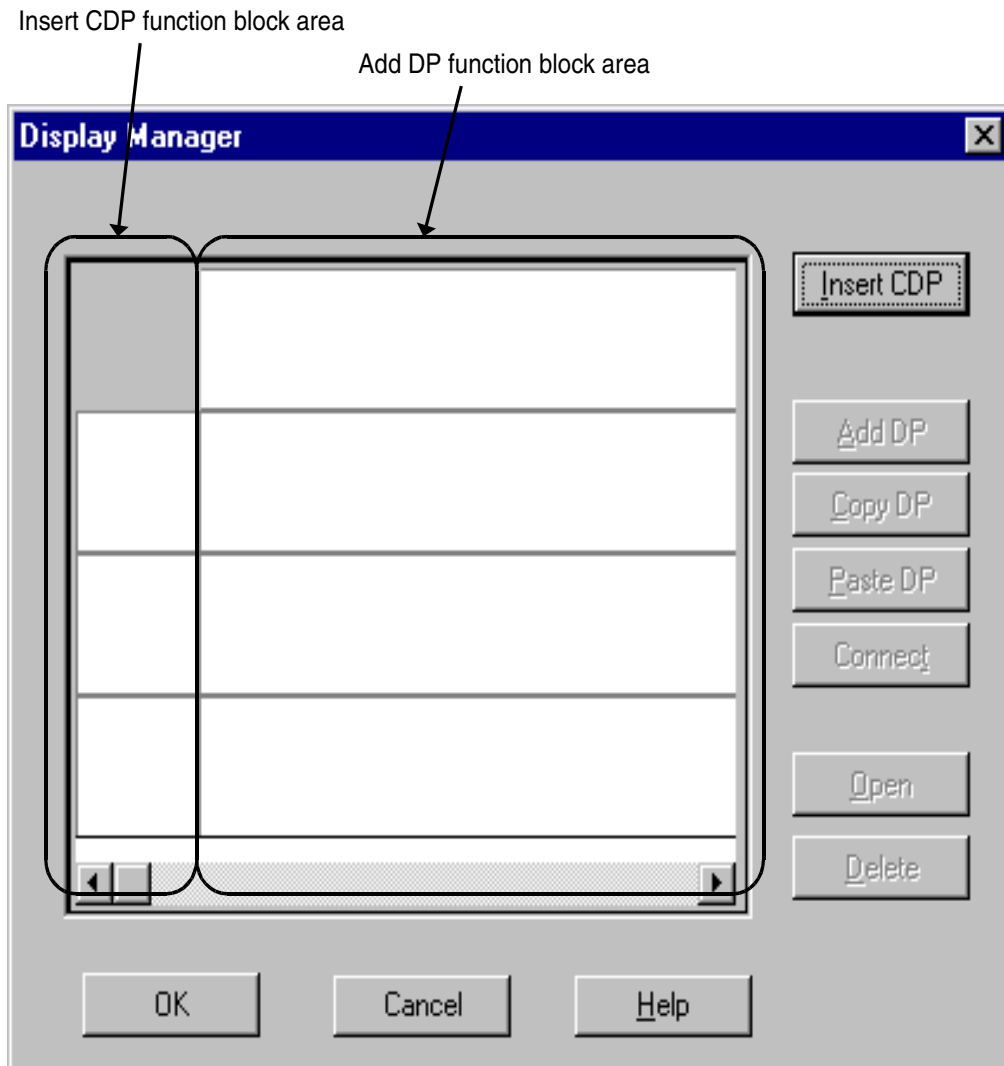 Insert CDP function block area
Add DP function block area
Display Manager
Insert CDP
Add DP
Copy DP
Paste DP
Connect
Open
Delete
OK
Cancel
Help